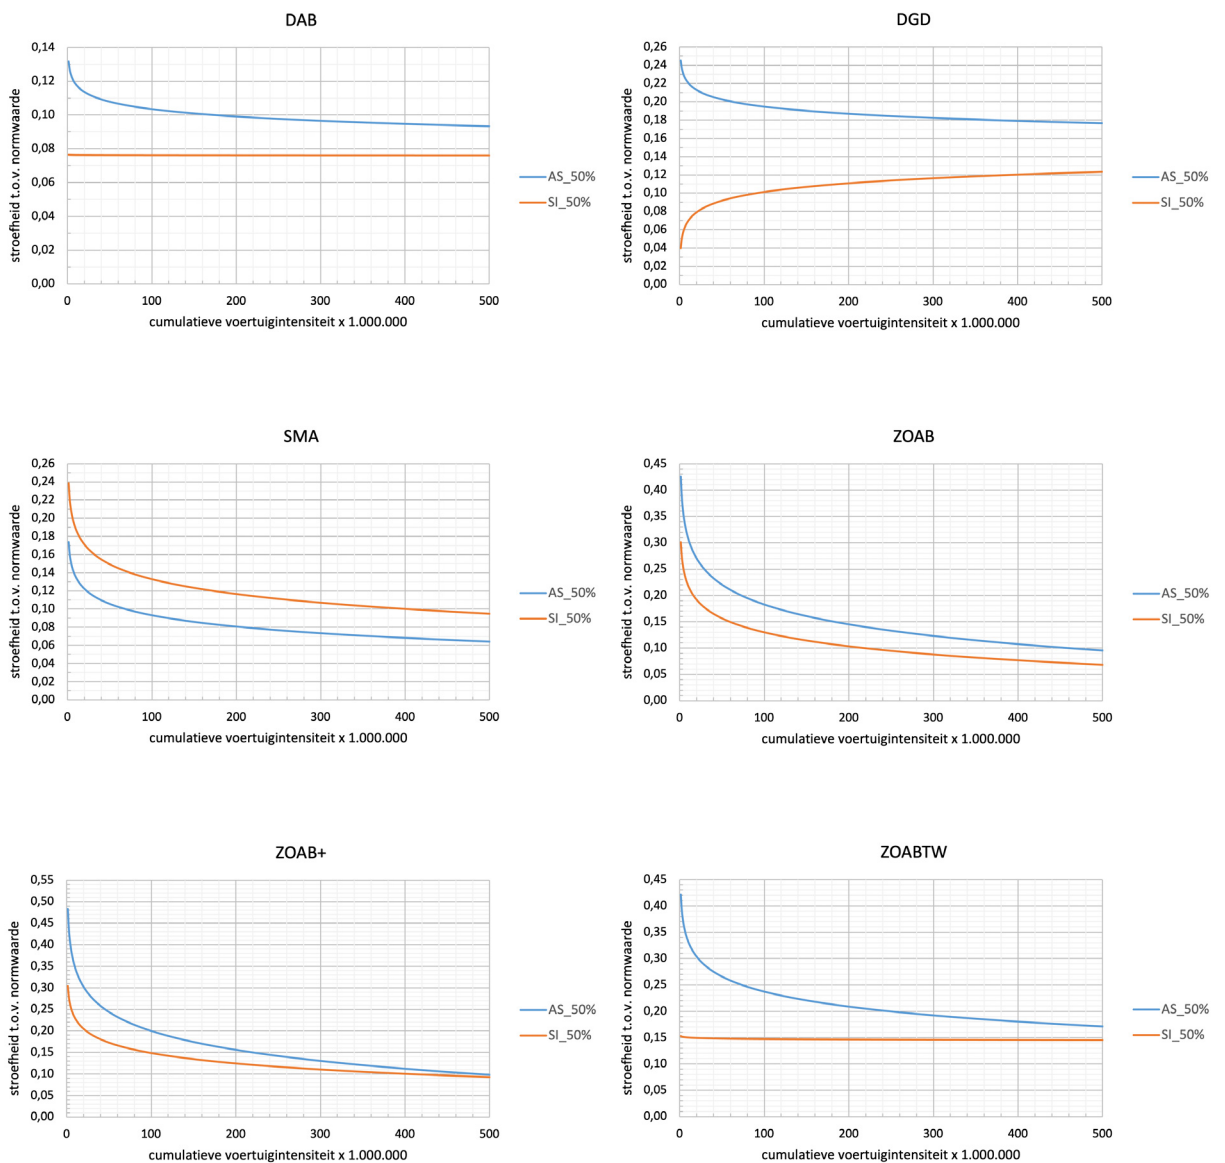 DAB
stroefheid t.o.v. normwaarde
0,14
0,12
0,10
0,08
0,06
0,04
0,02
0,00
0 100 200 300 400 500
cumulatieve voertuigintensiteit x 1.000.000
AS_50%
SI_50%
DGD
stroefheid t.o.v. normwaarde
0,26
0,24
0,22
0,20
0,18
0,16
0,14
0,12
0,10
0,08
0,06
0,04
0,02
0,00
0 100 200 300 400 500
cumulatieve voertuigintensiteit x 1.000.000
AS_50%
SI_50%
SMA
stroefheid t.o.v. normwaarde
0,26
0,24
0,22
0,20
0,18
0,16
0,14
0,12
0,10
0,08
0,06
0,04
0,02
0,00
0 100 200 300 400 500
cumulatieve voertuigintensiteit x 1.000.000
AS_50%
SI_50%
ZOAB
stroefheid t.o.v. normwaarde
0,45
0,40
0,35
0,30
0,25
0,20
0,15
0,10
0,05
0,00
0 100 200 300 400 500
cumulatieve voertuigintensiteit x 1.000.000
AS_50%
SI_50%
ZOAB+
stroefheid t.o.v. normwaarde
0,55
0,50
0,45
0,40
0,35
0,30
0,25
0,20
0,15
0,10
0,05
0,00
0 100 200 300 400 500
cumulatieve voertuigintensiteit x 1.000.000
AS_50%
SI_50%
ZOABTW
stroefheid t.o.v. normwaarde
0,45
0,40
0,35
0,30
0,25
0,20
0,15
0,10
0,05
0,00
0 100 200 300 400 500
cumulatieve voertuigintensiteit x 1.000.000
AS_50%
SI_50%